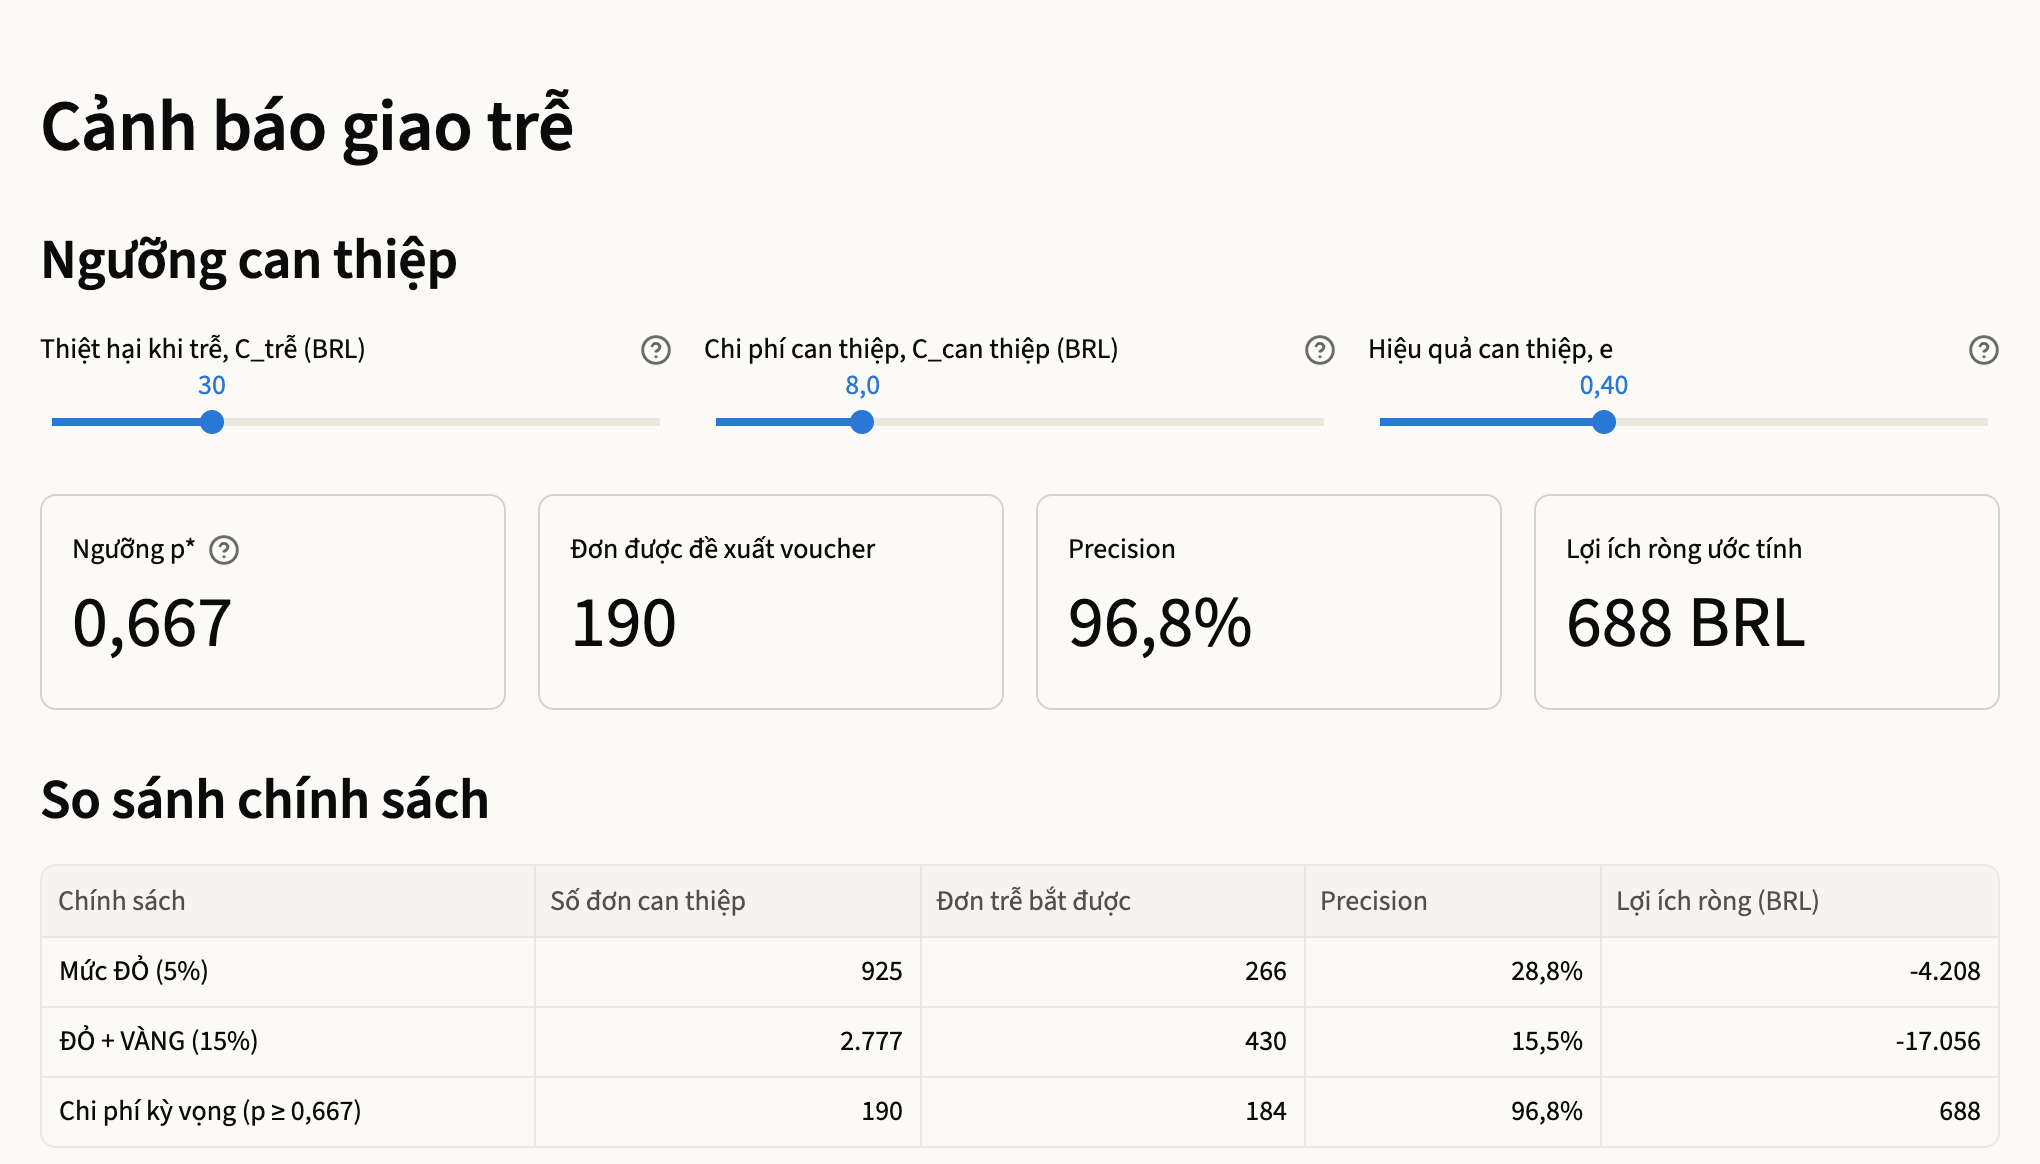 Cảnh báo giao trễ
Ngưỡng can thiệp
Thiệt hại khi trễ, C_trễ (BRL)
30
Chi phí can thiệp, C_can thiệp (BRL)
8,0
Hiệu quả can thiệp, e
0,40
Ngưỡng p*
0,667
Đơn được đề xuất voucher
190
Precision
96,8%
Lợi ích ròng ước tính
688 BRL
So sánh chính sách
Chính sách Số đơn can thiệp Đơn trễ bắt được Precision Lợi ích ròng (BRL)
Mức ĐỎ (5%) 925 266 28,8% -4.208
ĐỎ + VÀNG (15%) 2.777 430 15,5% -17.056
Chi phí kỳ vọng (p ≥ 0,667) 190 184 96,8% 688